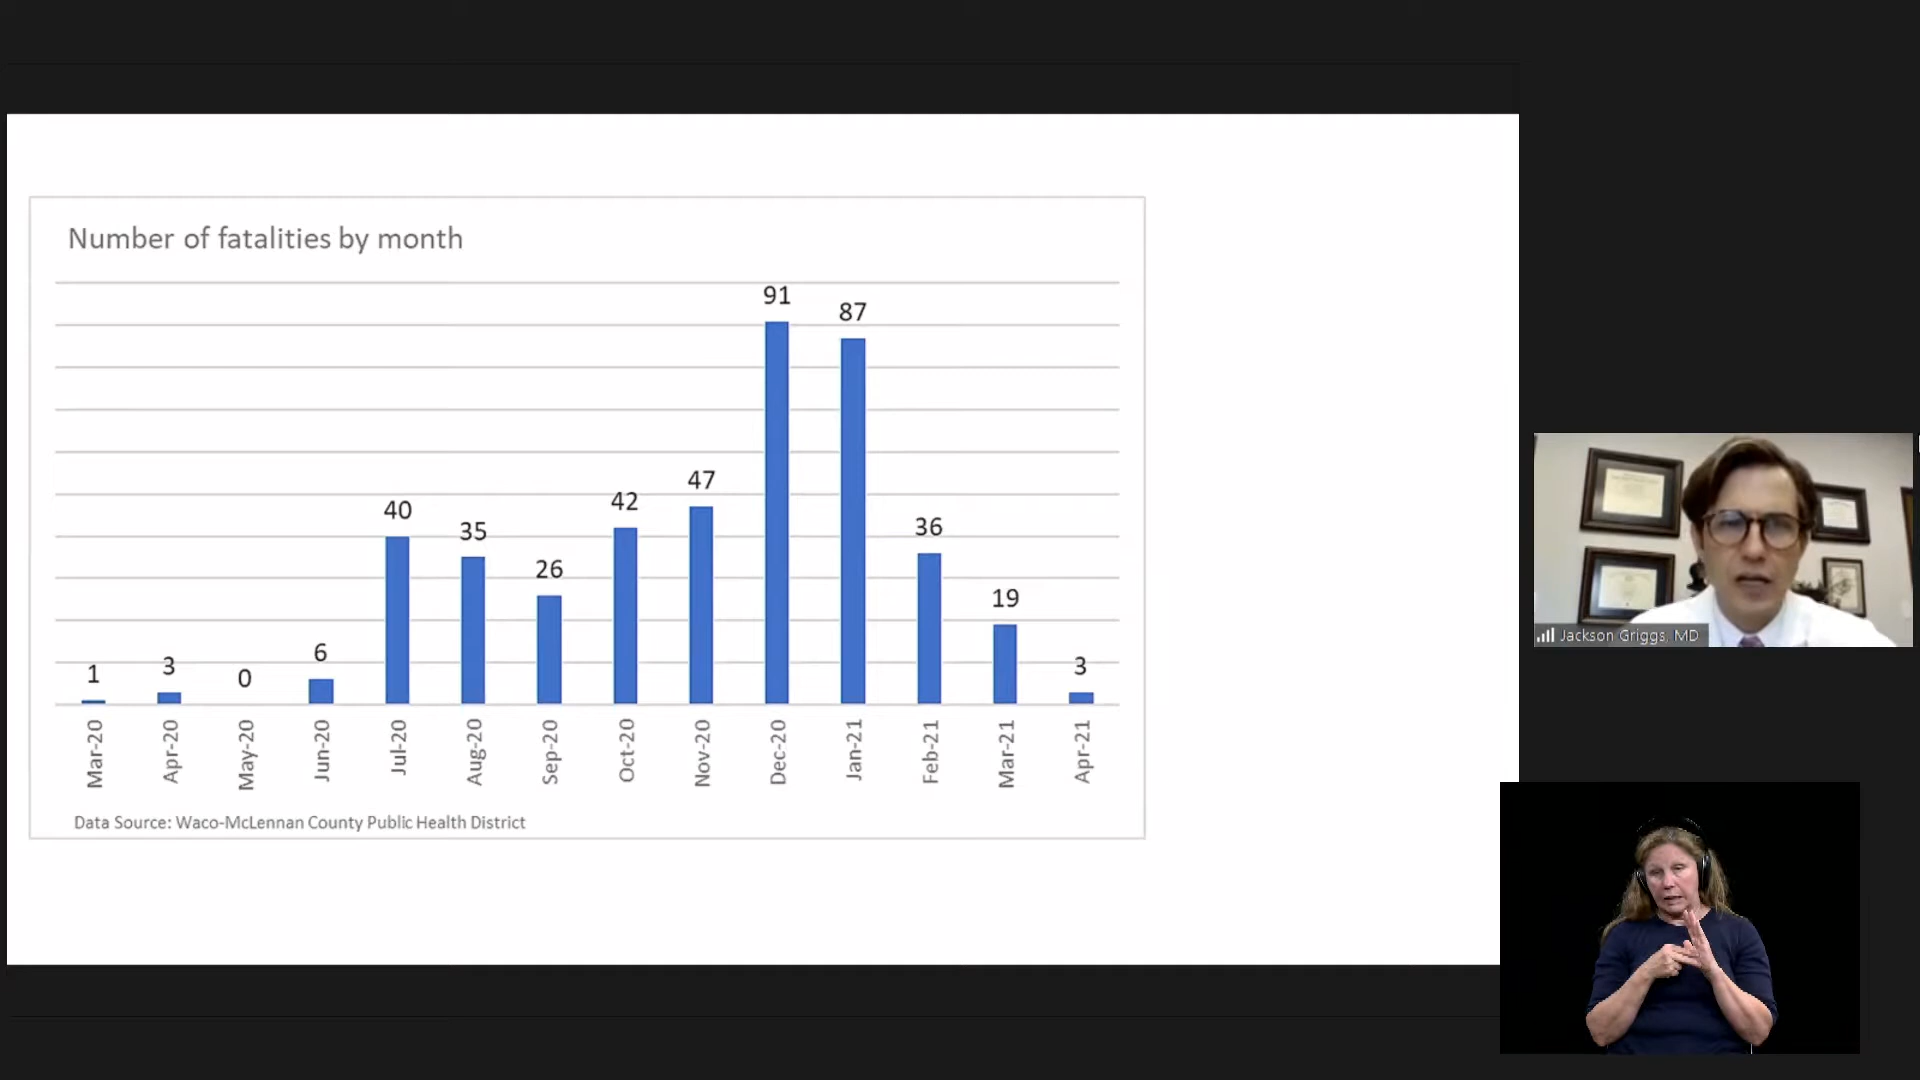 Number of fatalities by month
1
3
0
6
40
35
26
42
47
91
87
36
19
3
Mar-20
Apr-20
May-20
Jun-20
Jul-20
Aug-20
Sep-20
Oct-20
Nov-20
Dec-20
Jan-21
Feb-21
Mar-21
Apr-21
Data Source: Waco-McLennan County Public Health District
Jackson Griggs, MD